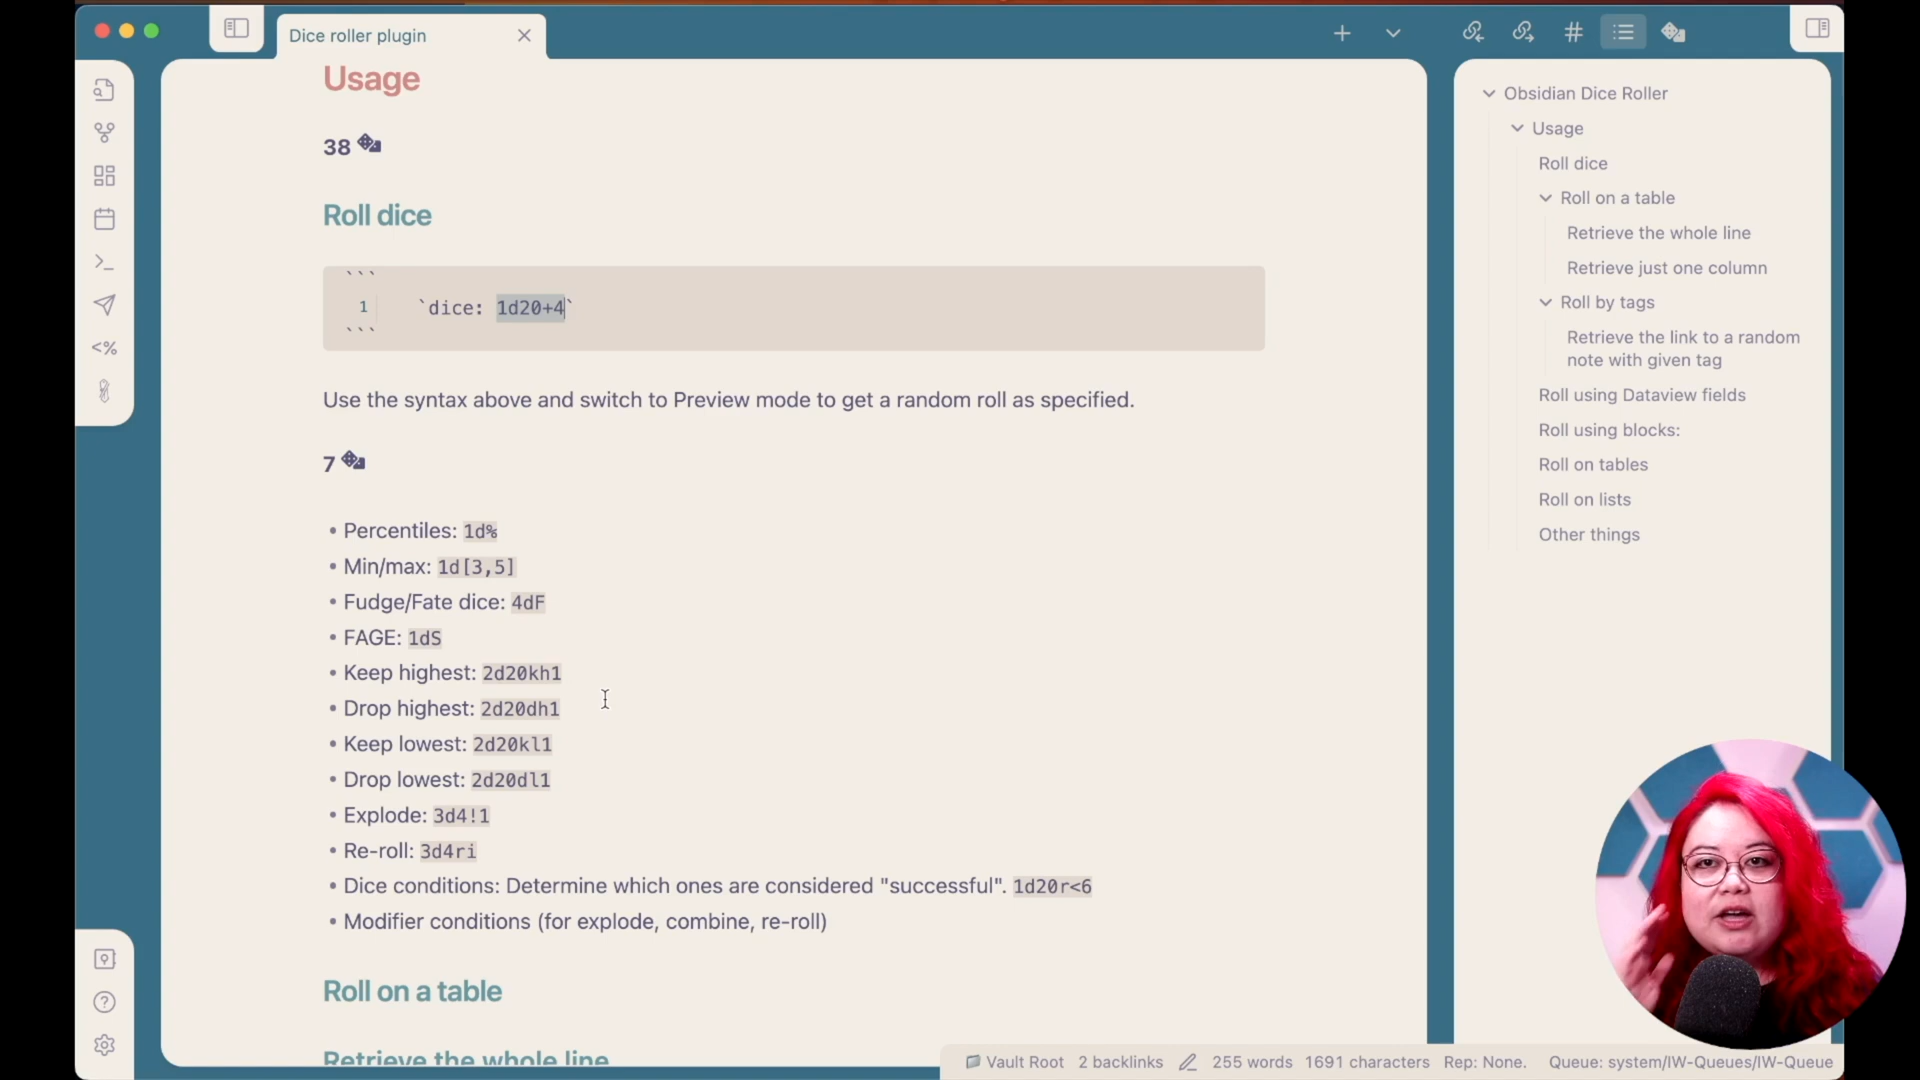 Dice roller plugin
Usage
38
Roll dice
```
1 `dice: 1d20+4`
```
Use the syntax above and switch to Preview mode to get a random roll as specified.
7
• Percentiles: 1d%
• Min/max: 1d[3,5]
• Fudge/Fate dice: 4dF
• FAGE: 1dS
• Keep highest: 2d20kh1
• Drop highest: 2d20dh1
• Keep lowest: 2d20kl1
• Drop lowest: 2d20dl1
• Explode: 3d4!1
• Re-roll: 3d4ri
• Dice conditions: Determine which ones are considered "successful". 1d20r<6
• Modifier conditions (for explode, combine, re-roll)
Roll on a table
Retrieve the whole line
Obsidian Dice Roller
Usage
Roll dice
Roll on a table
Retrieve the whole line
Retrieve just one column
Roll by tags
Retrieve the link to a random
note with given tag
Roll using Dataview fields
Roll using blocks:
Roll on tables
Roll on lists
Other things
Vault Root 2 backlinks 255 words 1691 characters Rep: None. Queue: system/IW-Queues/IW-Queue